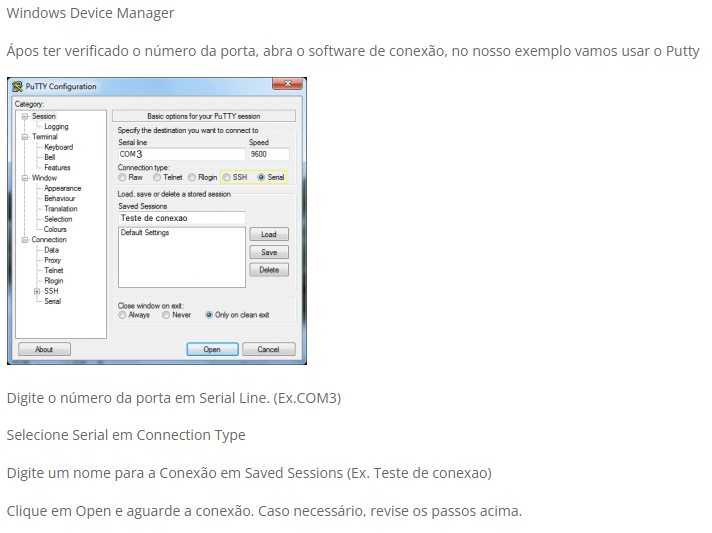 Windows Device Manager
Ápos ter verificado o número da porta, abra o software de conexão, no nosso exemplo vamos usar o Putty
PuTTY Configuration
Category:
Session
Logging
Terminal
Keyboard
Bell
Features
Window
Appearance
Behaviour
Translation
Selection
Colours
Connection
Data
Proxy
Telnet
Rlogin
SSH
Serial
Basic options for your PuTTY session
Specify the destination you want to connect to
Serial line Speed
COM3 9600
Connection type:
Raw Telnet Rlogin SSH Serial
Load, save or delete a stored session
Saved Sessions
Teste de conexao
Default Settings
Load
Save
Delete
Close window on exit:
Always Never Only on clean exit
About Open Cancel
Digite o número da porta em Serial Line. (Ex.COM3)
Selecione Serial em Connection Type
Digite um nome para a Conexão em Saved Sessions (Ex. Teste de conexao)
Clique em Open e aguarde a conexão. Caso necessário, revise os passos acima.